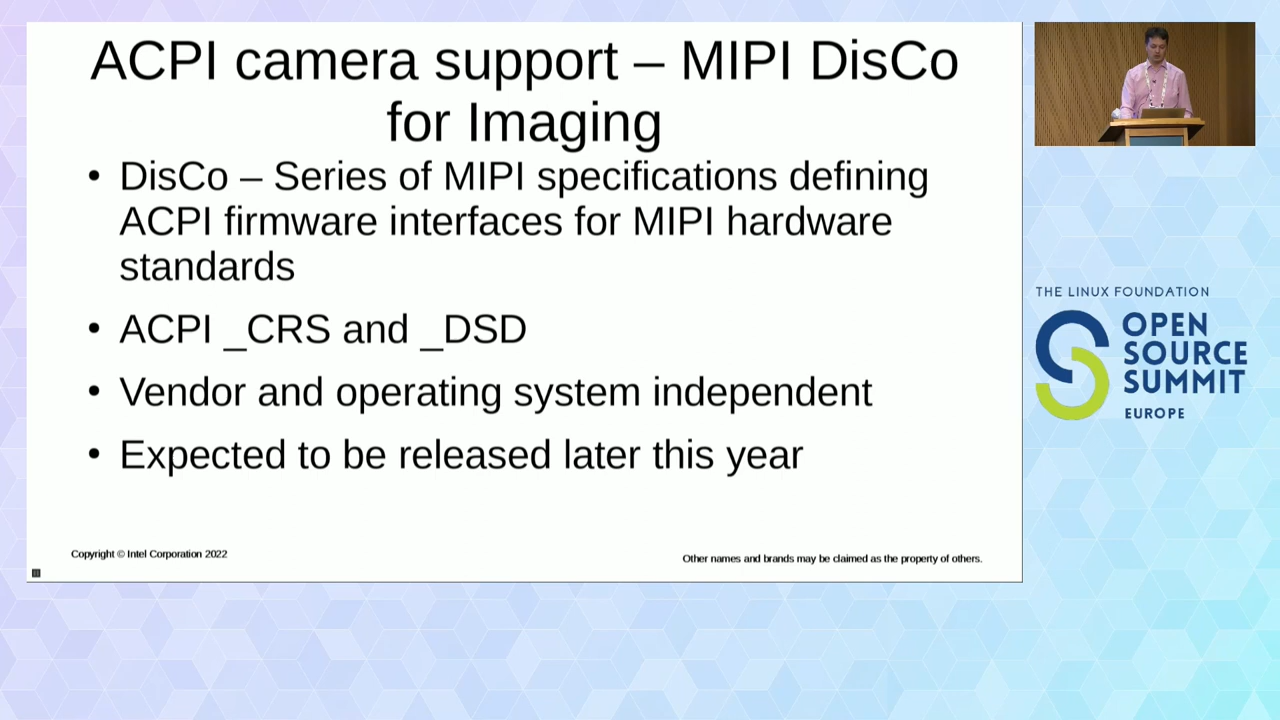 ACPI camera support – MIPI DisCo
for Imaging
• DisCo – Series of MIPI specifications defining
ACPI firmware interfaces for MIPI hardware
standards
• ACPI _CRS and _DSD
• Vendor and operating system independent
• Expected to be released later this year
Copyright © Intel Corporation 2022
Other names and brands may be claimed as the property of others.
THE LINUX FOUNDATION
OPEN
SOURCE
SUMMIT
EUROPE